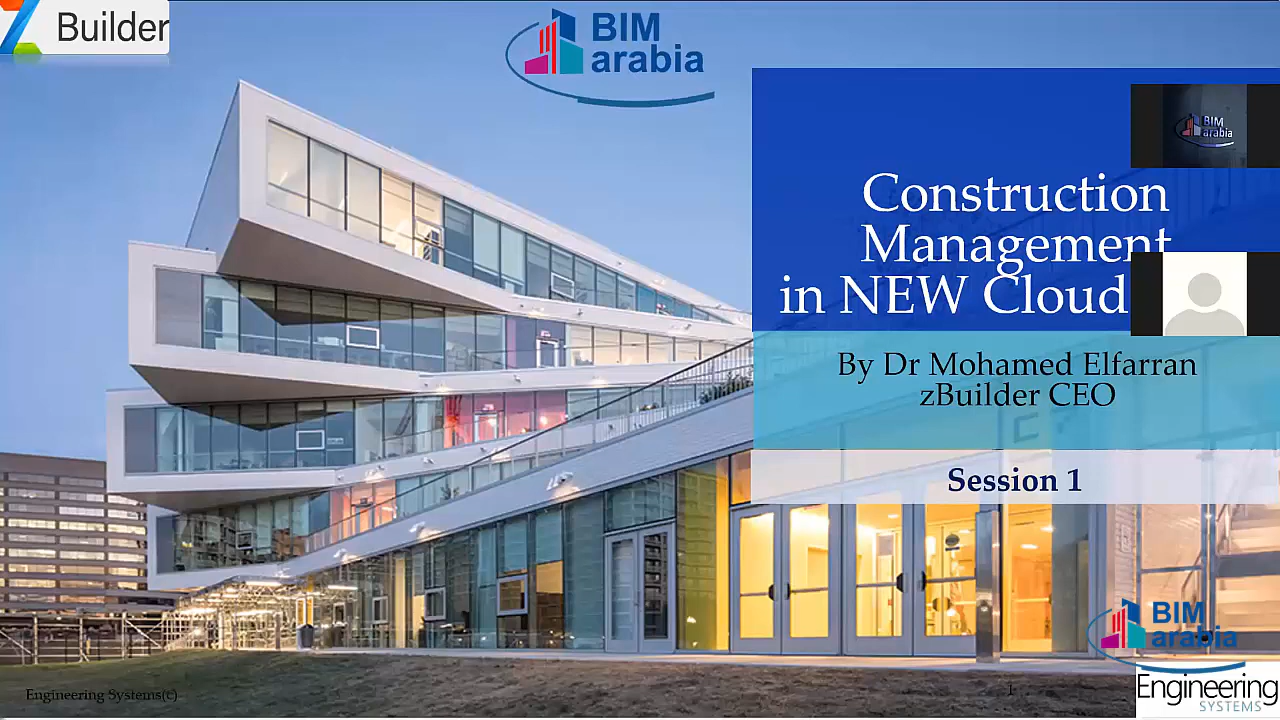 Builder
BIM
arabia
BIM
arabia
Construction
Management
in NEW Cloud
By Dr Mohamed Elfarran
zBuilder CEO
Session 1
BIM
arabia
Engineering Systems(c)
1
Engineering
SYSTEMS